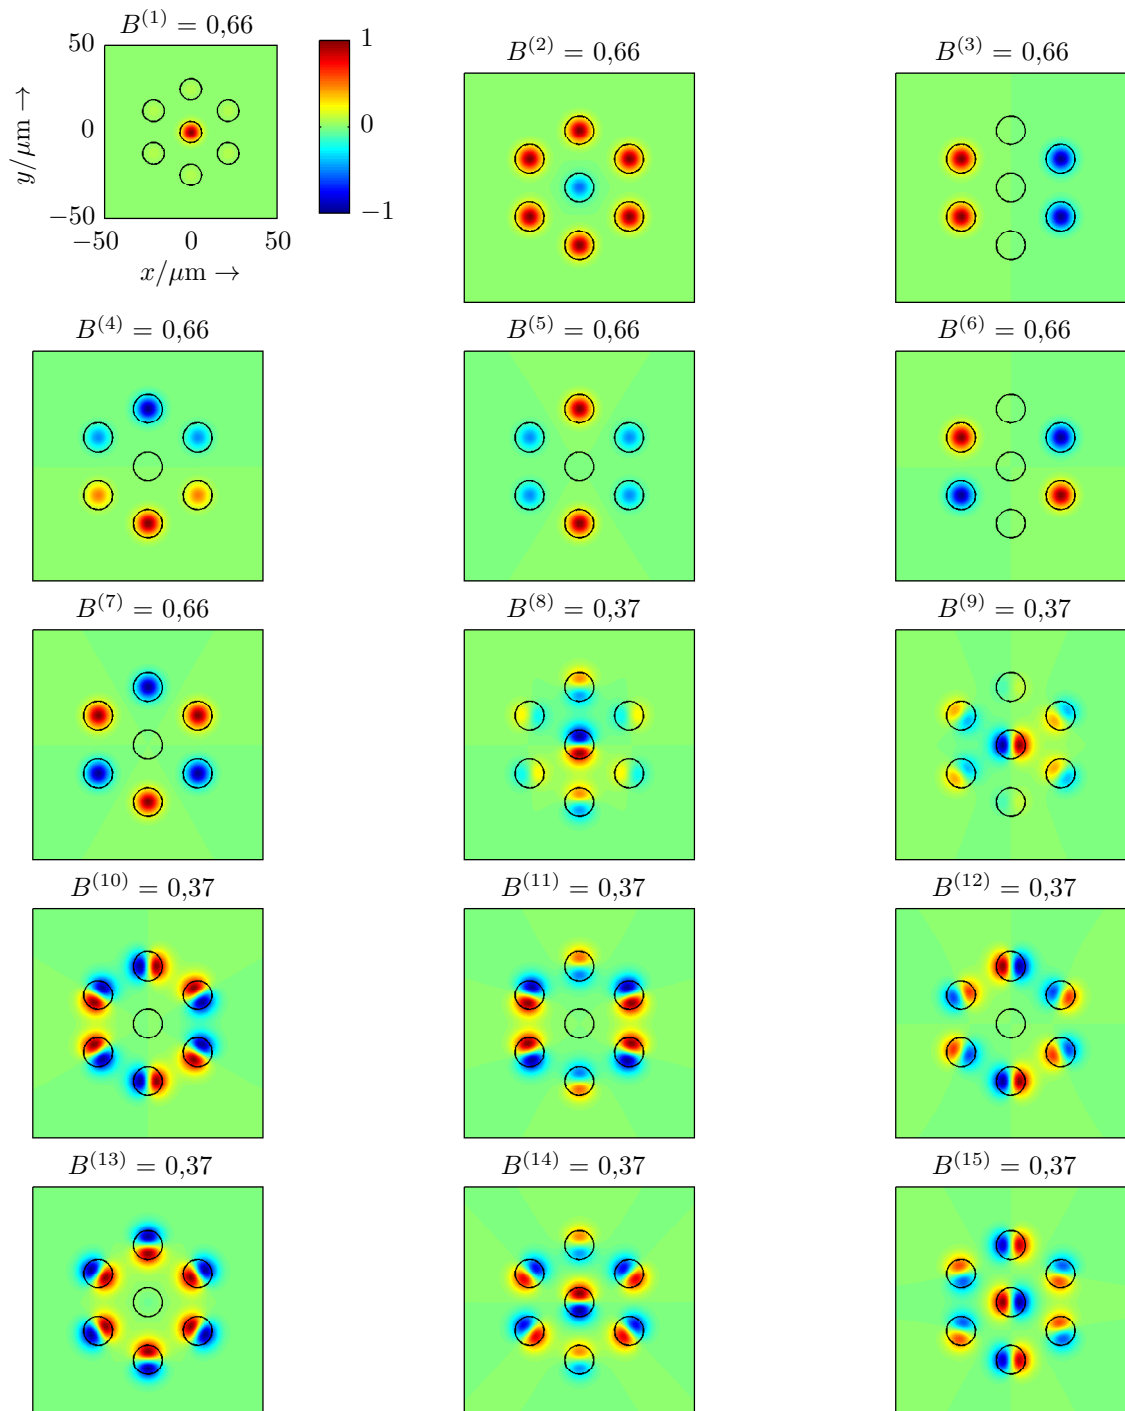 B^(1) = 0,66
50
0
−50
−50 0 50
x/μm →
y/μm →
1
0
−1
B^(2) = 0,66
B^(3) = 0,66
B^(4) = 0,66
B^(5) = 0,66
B^(6) = 0,66
B^(7) = 0,66
B^(8) = 0,37
B^(9) = 0,37
B^(10) = 0,37
B^(11) = 0,37
B^(12) = 0,37
B^(13) = 0,37
B^(14) = 0,37
B^(15) = 0,37